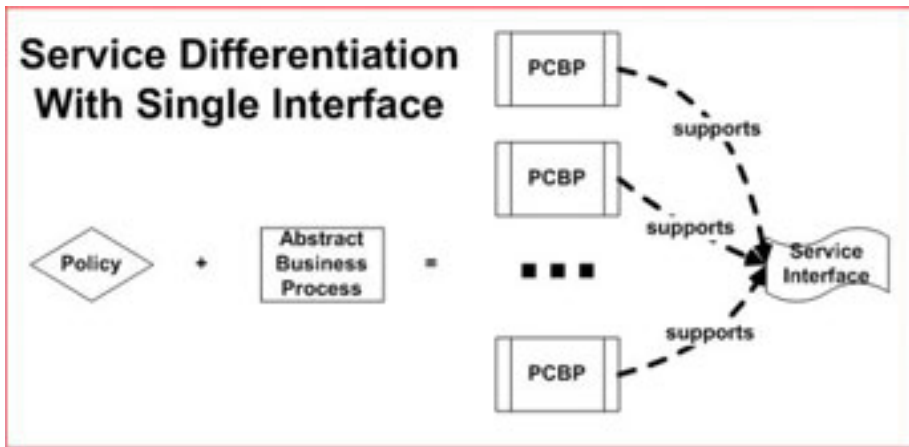 Service Differentiation
With Single Interface
PCBP
supports
PCBP
supports
Policy
+
Abstract
Business
Process
=
Service
Interface
supports
PCBP